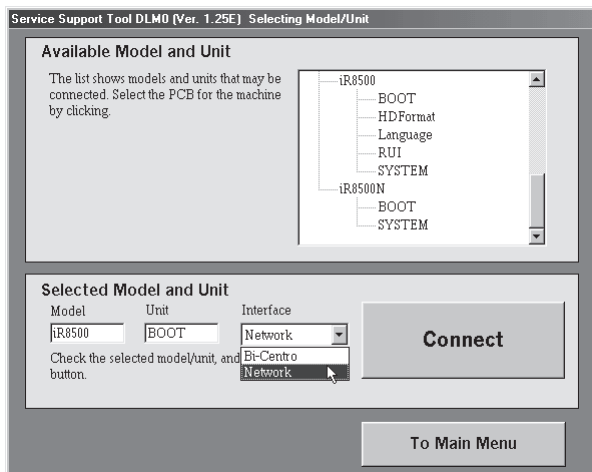 Service Support Tool DLM0 (Ver. 1.25E) Selecting Model/Unit
Available Model and Unit
The list shows models and units that may be
connected. Select the PCB for the machine
by clicking.
iR8500
BOOT
HDFormat
Language
RUI
SYSTEM
iR8500N
BOOT
SYSTEM
Selected Model and Unit
Model Unit Interface
iR8500 BOOT Network
Check the selected model/unit, and
button.
Bi-Centro
Network
Connect
To Main Menu